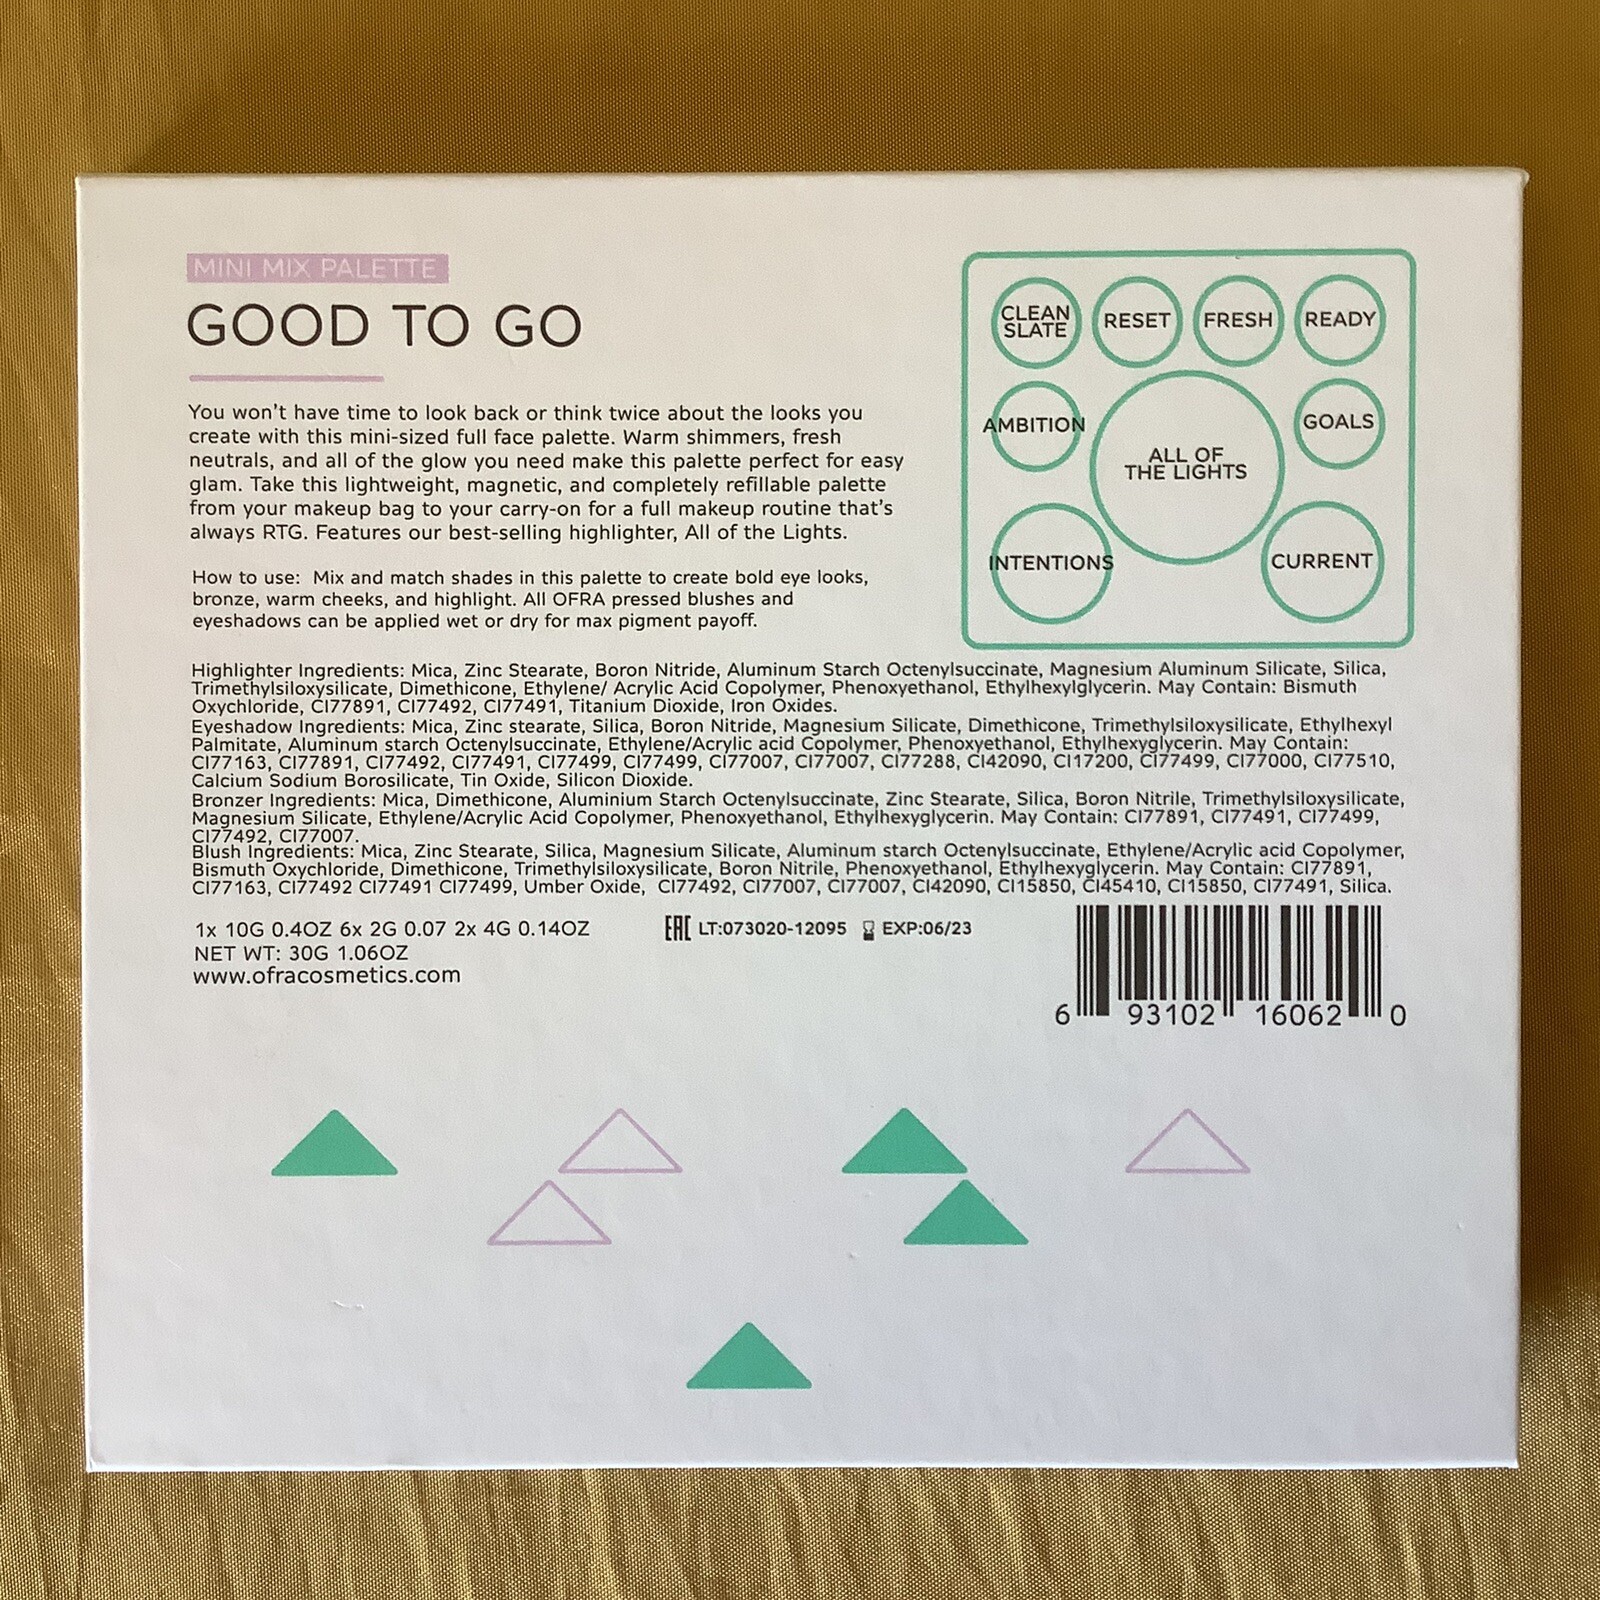 MINI MIX PALETTE
GOOD TO GO
You won't have time to look back or think twice about the looks you
create with this mini-sized full face palette. Warm shimmers, fresh
neutrals, and all of the glow you need make this palette perfect for easy
glam. Take this lightweight, magnetic, and completely refillable palette
from your makeup bag to your carry-on for a full makeup routine that's
always RTG. Features our best-selling highlighter, All of the Lights.
How to use:  Mix and match shades in this palette to create bold eye looks,
bronze, warm cheeks, and highlight. All OFRA pressed blushes and
eyeshadows can be applied wet or dry for max pigment payoff.
CLEAN
SLATE
RESET
FRESH
READY
AMBITION
ALL OF
THE LIGHTS
GOALS
INTENTIONS
CURRENT
Highlighter Ingredients: Mica, Zinc Stearate, Boron Nitride, Aluminum Starch Octenylsuccinate, Magnesium Aluminum Silicate, Silica,
Trimethylsiloxysilicate, Dimethicone, Ethylene/ Acrylic Acid Copolymer, Phenoxyethanol, Ethylhexylglycerin. May Contain: Bismuth
Oxychloride, CI77891, CI77492, CI77491, Titanium Dioxide, Iron Oxides.
Eyeshadow Ingredients: Mica, Zinc stearate, Silica, Boron Nitride, Magnesium Silicate, Dimethicone, Trimethylsiloxysilicate, Ethylhexyl
Palmitate, Aluminum starch Octenylsuccinate, Ethylene/Acrylic acid Copolymer, Phenoxyethanol, Ethylhexyglycerin. May Contain:
CI77163, CI77891, CI77492, CI77491, CI77499, CI77499, CI77007, CI77007, CI77288, CI42090, CI17200, CI77499, CI77000, CI77510,
Calcium Sodium Borosilicate, Tin Oxide, Silicon Dioxide.
Bronzer Ingredients: Mica, Dimethicone, Aluminium Starch Octenylsuccinate, Zinc Stearate, Silica, Boron Nitrile, Trimethylsiloxysilicate,
Magnesium Silicate, Ethylene/Acrylic Acid Copolymer, Phenoxyethanol, Ethylhexyglycerin. May Contain: CI77891, CI77491, CI77499,
CI77492, CI77007.
Blush Ingredients: Mica, Zinc Stearate, Silica, Magnesium Silicate, Aluminum starch Octenylsuccinate, Ethylene/Acrylic acid Copolymer,
Bismuth Oxychloride, Dimethicone, Trimethylsiloxysilicate, Boron Nitrile, Phenoxyethanol, Ethylhexyglycerin. May Contain: CI77891,
CI77163, CI77492 CI77491 CI77499, Umber Oxide,  CI77492, CI77007, CI77007, CI42090, CI15850, CI45410, CI15850, CI77491, Silica.
1x 10G 0.4OZ 6x 2G 0.07 2x 4G 0.14OZ
NET WT: 30G 1.06OZ
www.ofracosmetics.com
EAC LT:073020-12095 EXP:06/23
6 93102 16062 0